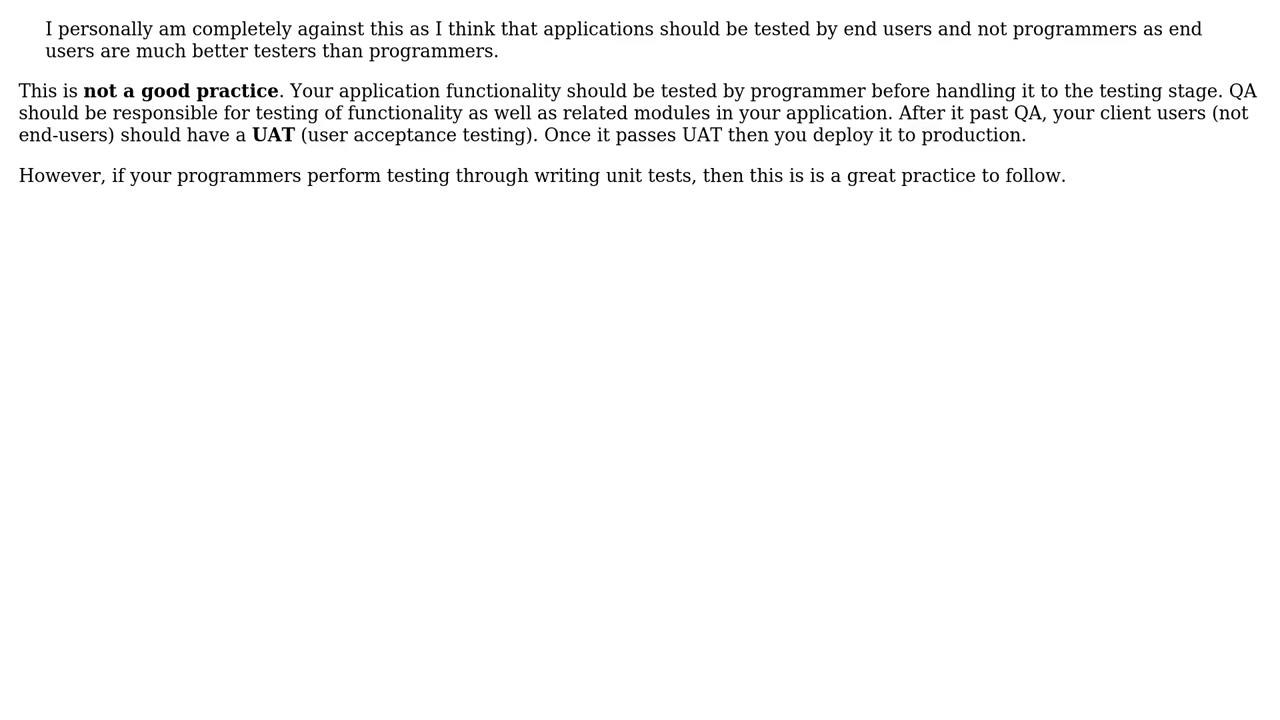 I personally am completely against this as I think that applications should be tested by end users and not programmers as end
users are much better testers than programmers.
This is not a good practice. Your application functionality should be tested by programmer before handling it to the testing stage. QA
should be responsible for testing of functionality as well as related modules in your application. After it past QA, your client users (not
end-users) should have a UAT (user acceptance testing). Once it passes UAT then you deploy it to production.
However, if your programmers perform testing through writing unit tests, then this is is a great practice to follow.